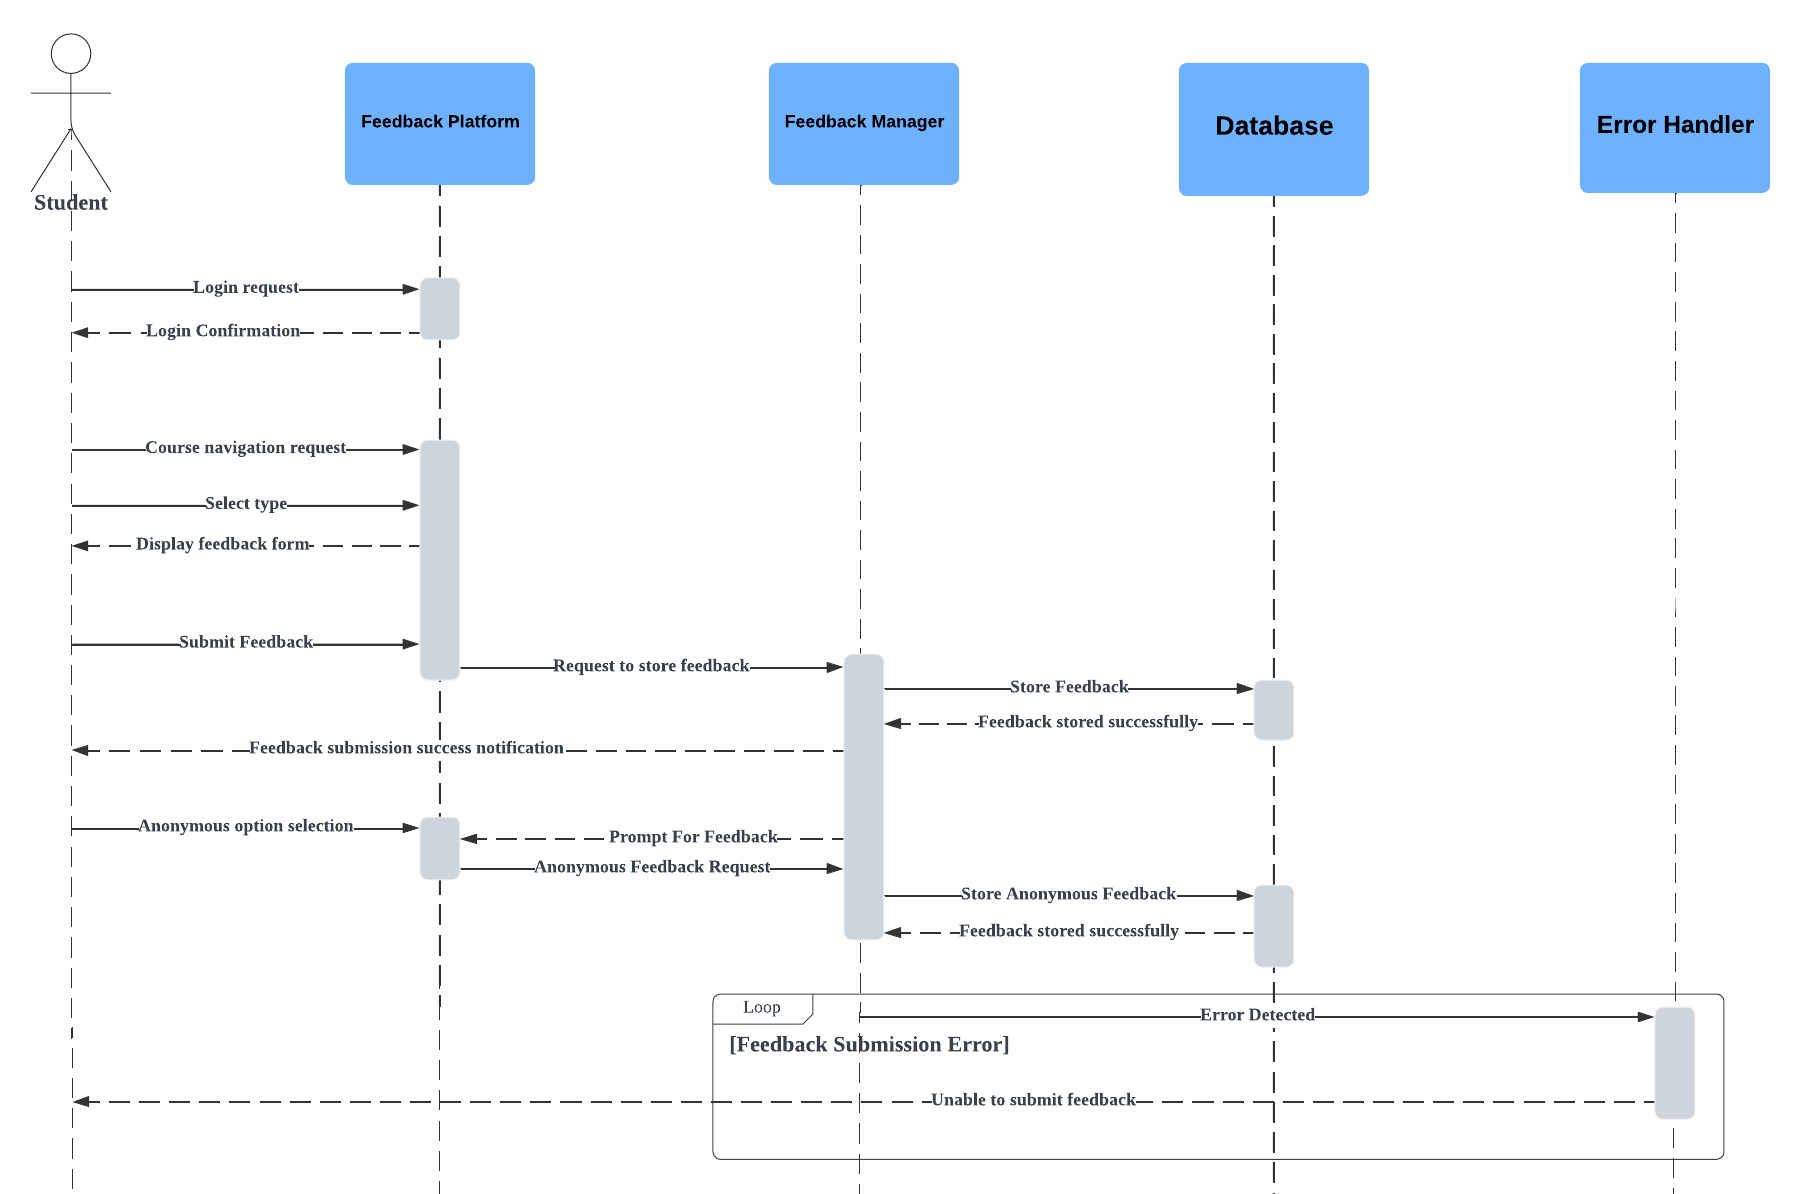 Student
Feedback Platform
Feedback Manager
Database
Error Handler
Login request
Login Confirmation
Course navigation request
Select type
Display feedback form
Submit Feedback
Request to store feedback
Store Feedback
Feedback stored successfully
Feedback submission success notification
Anonymous option selection
Prompt For Feedback
Anonymous Feedback Request
Store Anonymous Feedback
Feedback stored successfully
Loop
Error Detected
[Feedback Submission Error]
Unable to submit feedback